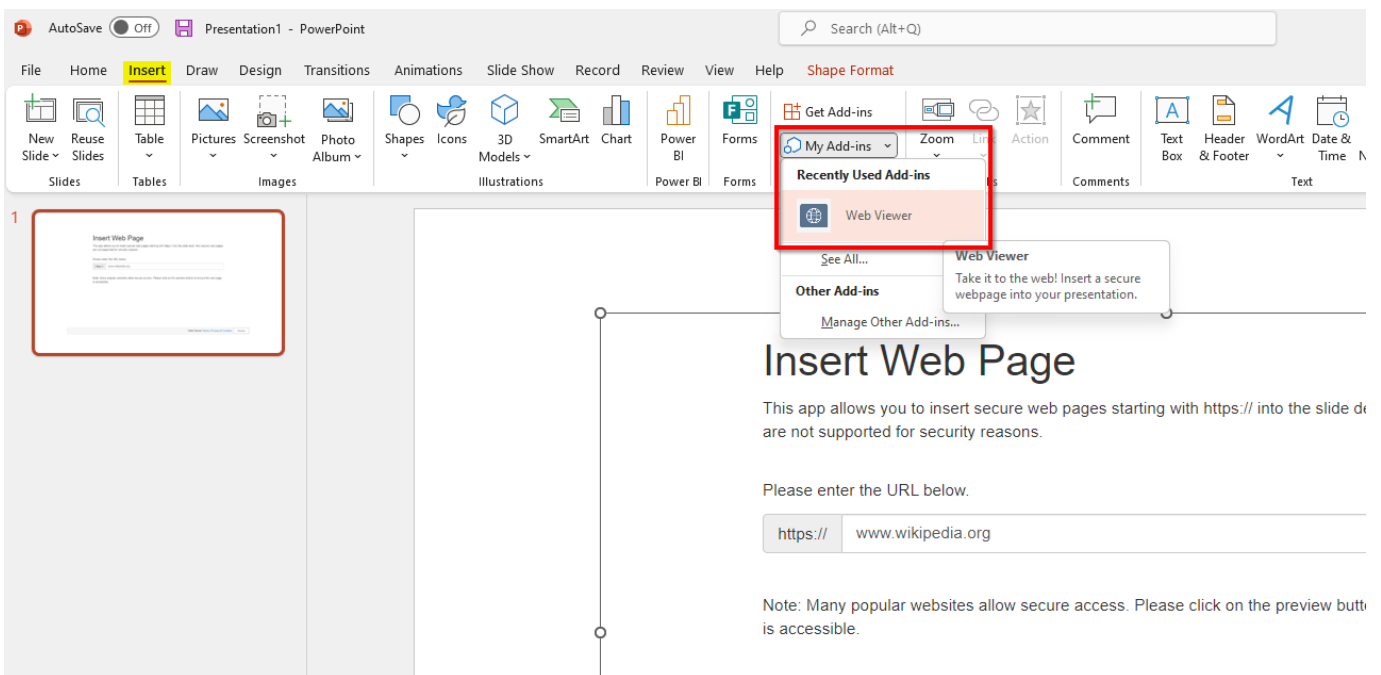 AutoSave Off Presentation1 - PowerPoint Search (Alt+Q)
File Home Insert Draw Design Transitions Animations Slide Show Record Review View Help Shape Format
New Slide
Reuse Slides
Table
Pictures
Screenshot
Photo Album
Shapes
Icons
3D Models
SmartArt
Chart
Power BI
Forms
Get Add-ins
My Add-ins
Zoom
Link
Action
Comment
Text Box
Header & Footer
WordArt
Date & Time
N
Slides Tables Images Illustrations Power BI Forms Comments Text
Recently Used Add-ins
Web Viewer
See All...
Other Add-ins
Manage Other Add-ins...
Web Viewer
Take it to the web! Insert a secure
webpage into your presentation.
1
Insert Web Page
Insert Web Page
This app allows you to insert secure web pages starting with https:// into the slide de
are not supported for security reasons.
Please enter the URL below.
https:// www.wikipedia.org
Note: Many popular websites allow secure access. Please click on the preview butt
is accessible.